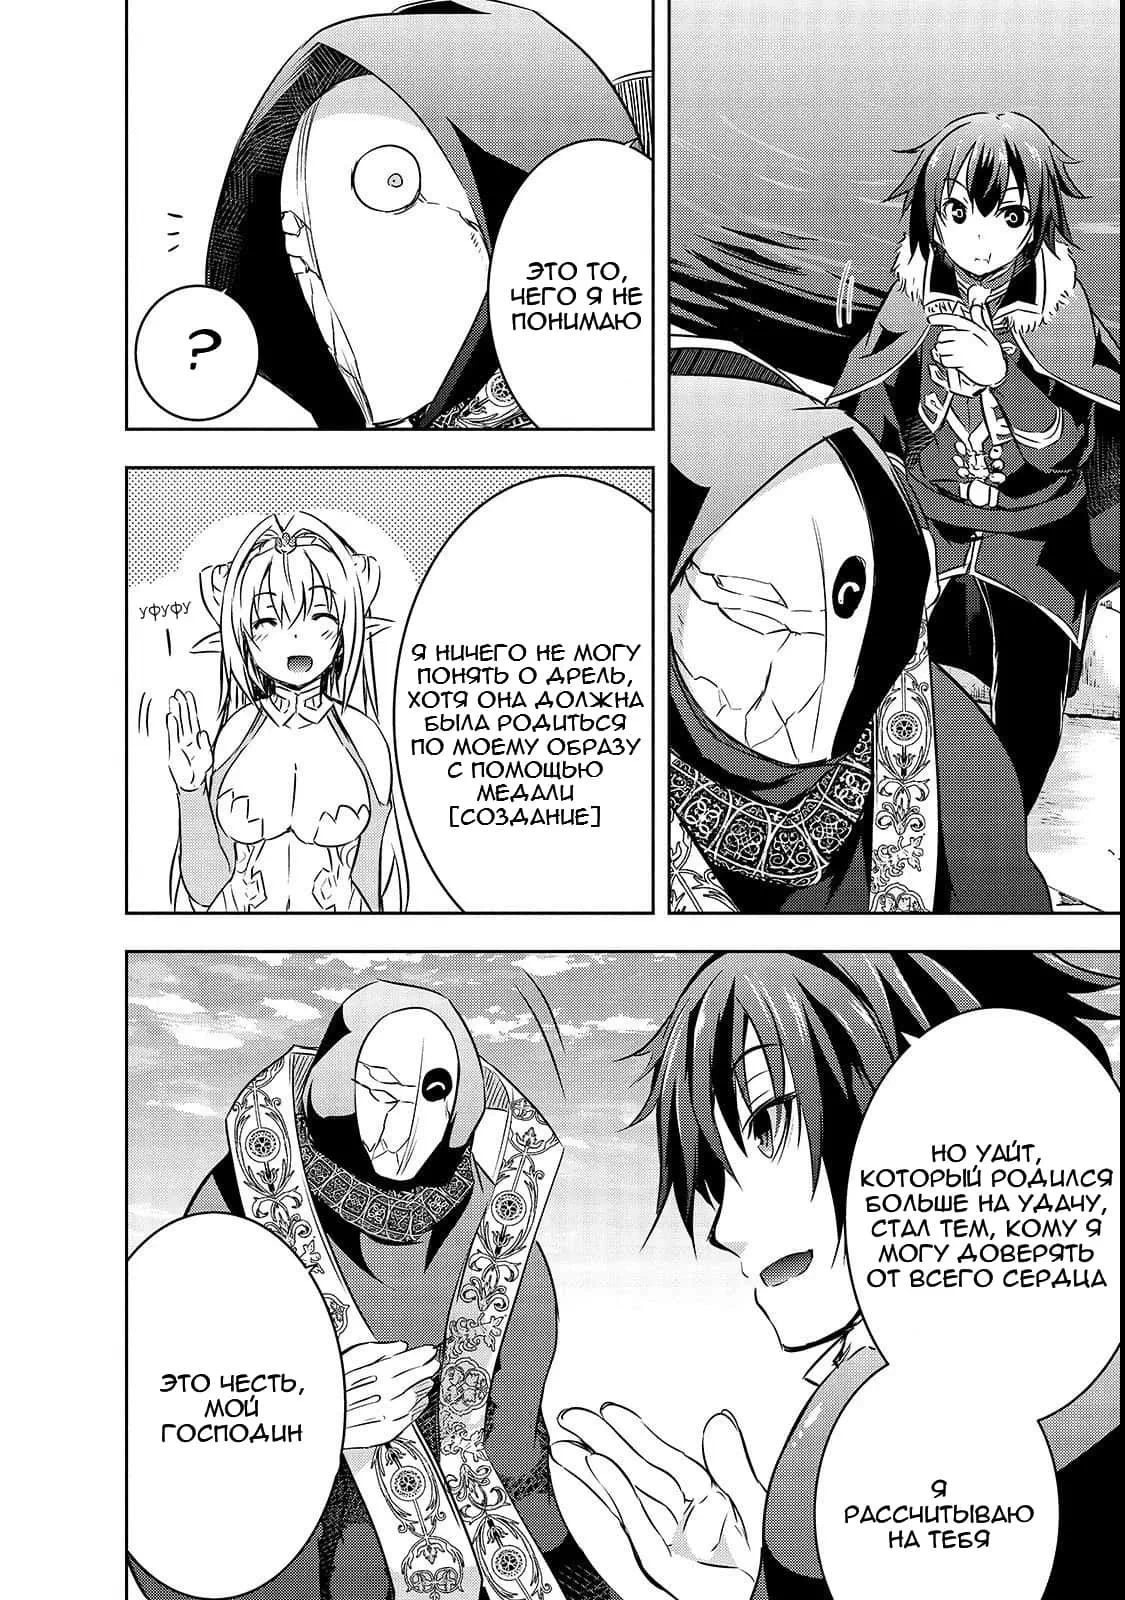 ЭТО ТО,
ЧЕГО Я НЕ
ПОНИМАЮ
?
Я НИЧЕГО НЕ МОГУ
ПОНЯТЬ О ДРЕЛЬ,
ХОТЯ ОНА ДОЛЖНА
БЫЛА РОДИТЬСЯ
ПО МОЕМУ ОБРАЗУ
С ПОМОЩЬЮ
МЕДАЛИ
[СОЗДАНИЕ]
УФУФУ
НО УАЙТ,
КОТОРЫЙ РОДИЛСЯ
БОЛЬШЕ НА УДАЧУ,
СТАЛ ТЕМ, КОМУ Я
МОГУ ДОВЕРЯТЬ
ОТ ВСЕГО СЕРДЦА
Я
РАССЧИТЫВАЮ
НА ТЕБЯ
ЭТО ЧЕСТЬ,
МОЙ
ГОСПОДИН